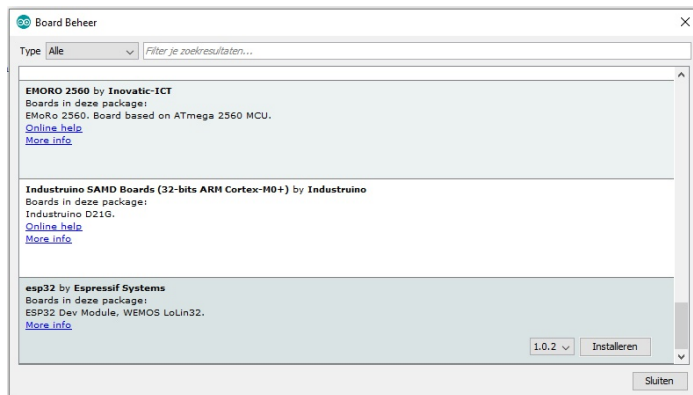 Board Beheer
Type Alle Filter je zoekresultaten...
EMORO 2560 by Inovatic-ICT
Boards in deze package:
EMoRo 2560. Board based on ATmega 2560 MCU.
Online help
More info
Industruino SAMD Boards (32-bits ARM Cortex-M0+) by Industruino
Boards in deze package:
Industruino D21G.
Online help
More info
esp32 by Espressif Systems
Boards in deze package:
ESP32 Dev Module, WEMOS LoLin32.
More info
1.0.2 Installeren
Sluiten